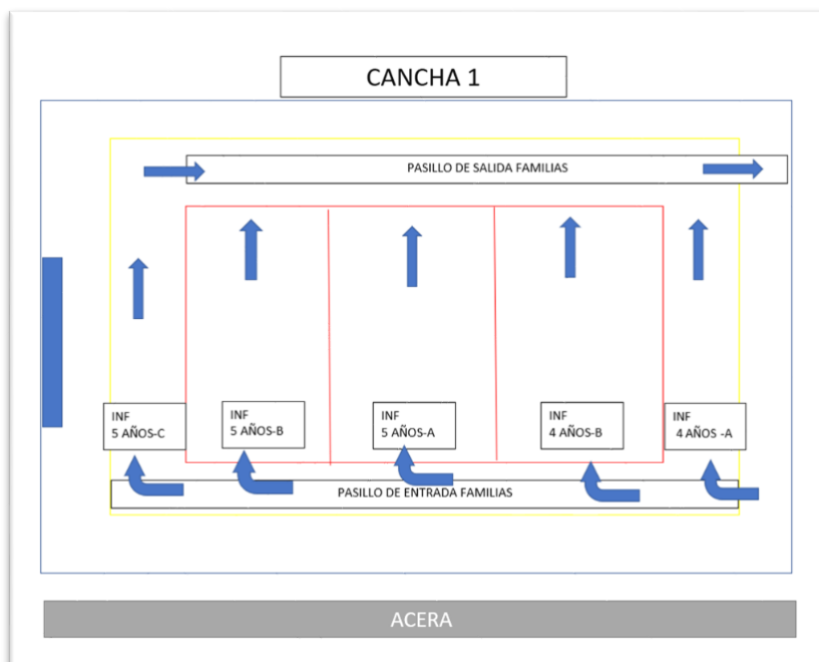 CANCHA 1
PASILLO DE SALIDA FAMILIAS
INF
5 AÑOS-C
INF
5 AÑOS-B
INF
5 AÑOS-A
INF
4 AÑOS-B
INF
4 AÑOS -A
PASILLO DE ENTRADA FAMILIAS
ACERA